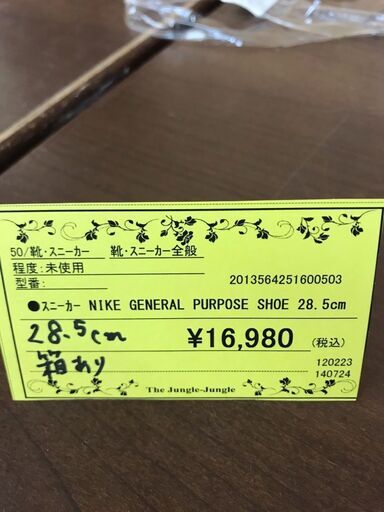 50/靴・スニーカー 靴・スニーカー全般
程度:未使用
型番:
2013564251600503
●スニーカー NIKE GENERAL PURPOSE SHOE 28.5cm
28.5cm
¥16,980 (税込)
箱あり
120223
140724
The Jungle-Jungle